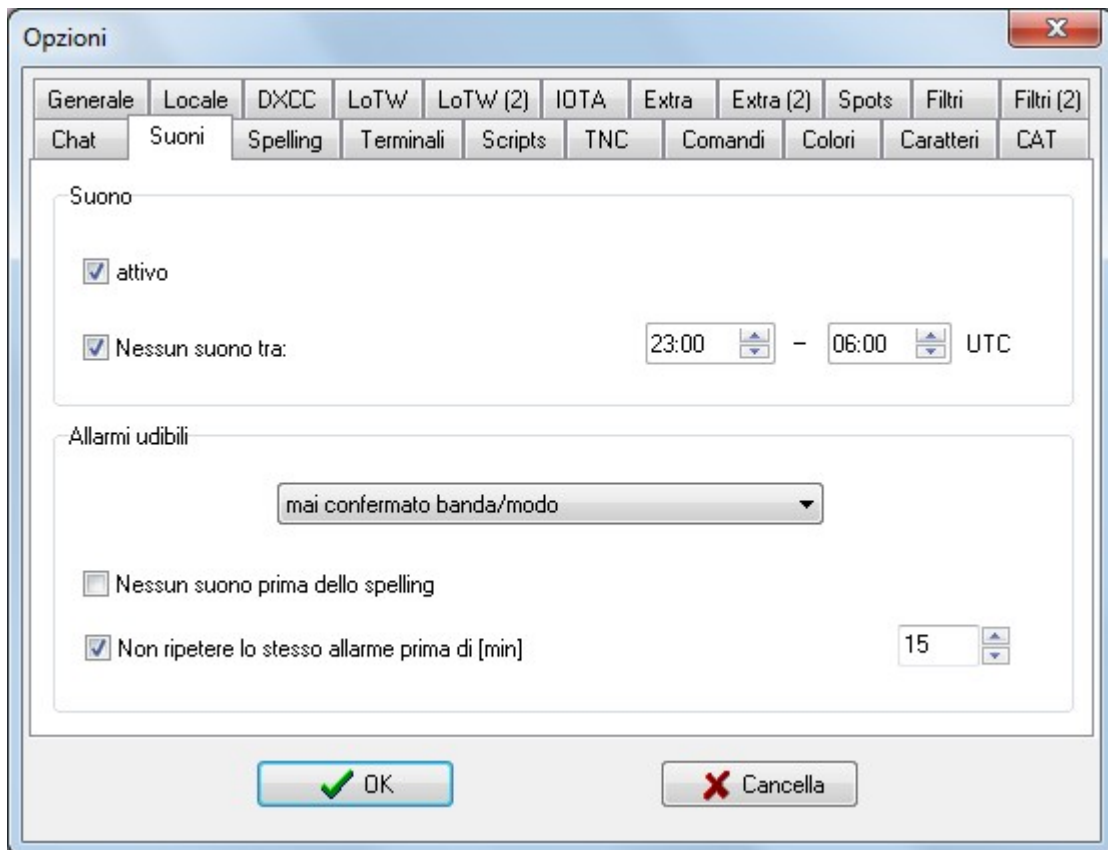 Opzioni
Generale Locale DXCC LoTW LoTW (2) IOTA Extra Extra (2) Spots Filtri Filtri (2)
Chat Suoni Spelling Terminali Scripts TNC Comandi Colori Caratteri CAT
Suono
attivo
Nessun suono tra: 23:00 – 06:00 UTC
Allarmi udibili
mai confermato banda/modo
Nessun suono prima dello spelling
Non ripetere lo stesso allarme prima di [min] 15
OK Cancella